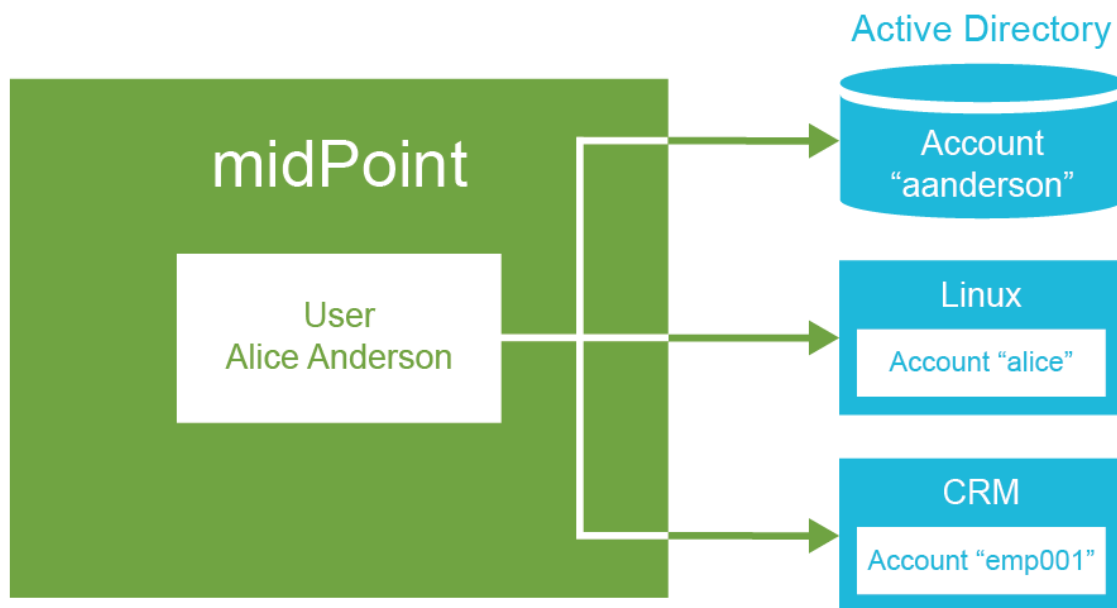 midPoint
User
Alice Anderson
Active Directory
Account
“aanderson”
Linux
Account “alice”
CRM
Account “emp001”